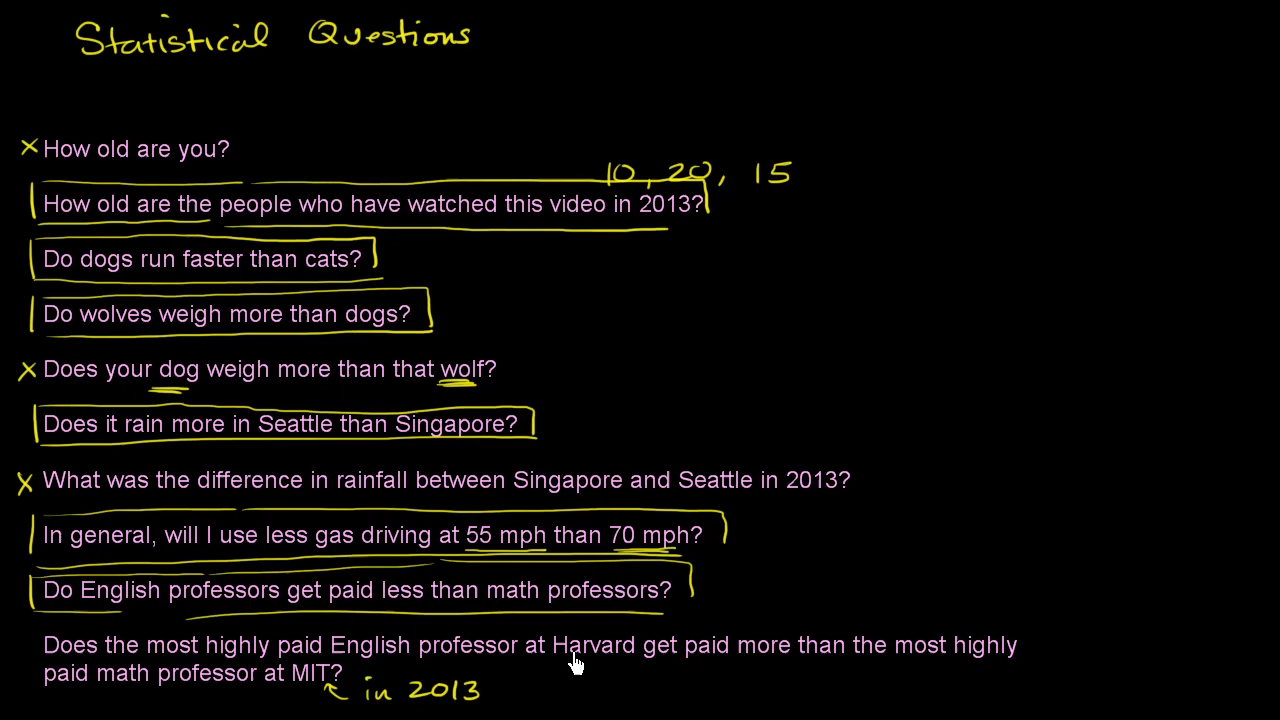 Statistical Questions
× How old are you?
10, 20, 15
How old are the people who have watched this video in 2013?
Do dogs run faster than cats?
Do wolves weigh more than dogs?
× Does your dog weigh more than that wolf?
Does it rain more in Seattle than Singapore?
× What was the difference in rainfall between Singapore and Seattle in 2013?
In general, will I use less gas driving at 55 mph than 70 mph?
Do English professors get paid less than math professors?
Does the most highly paid English professor at Harvard get paid more than the most highly
paid math professor at MIT?
in 2013